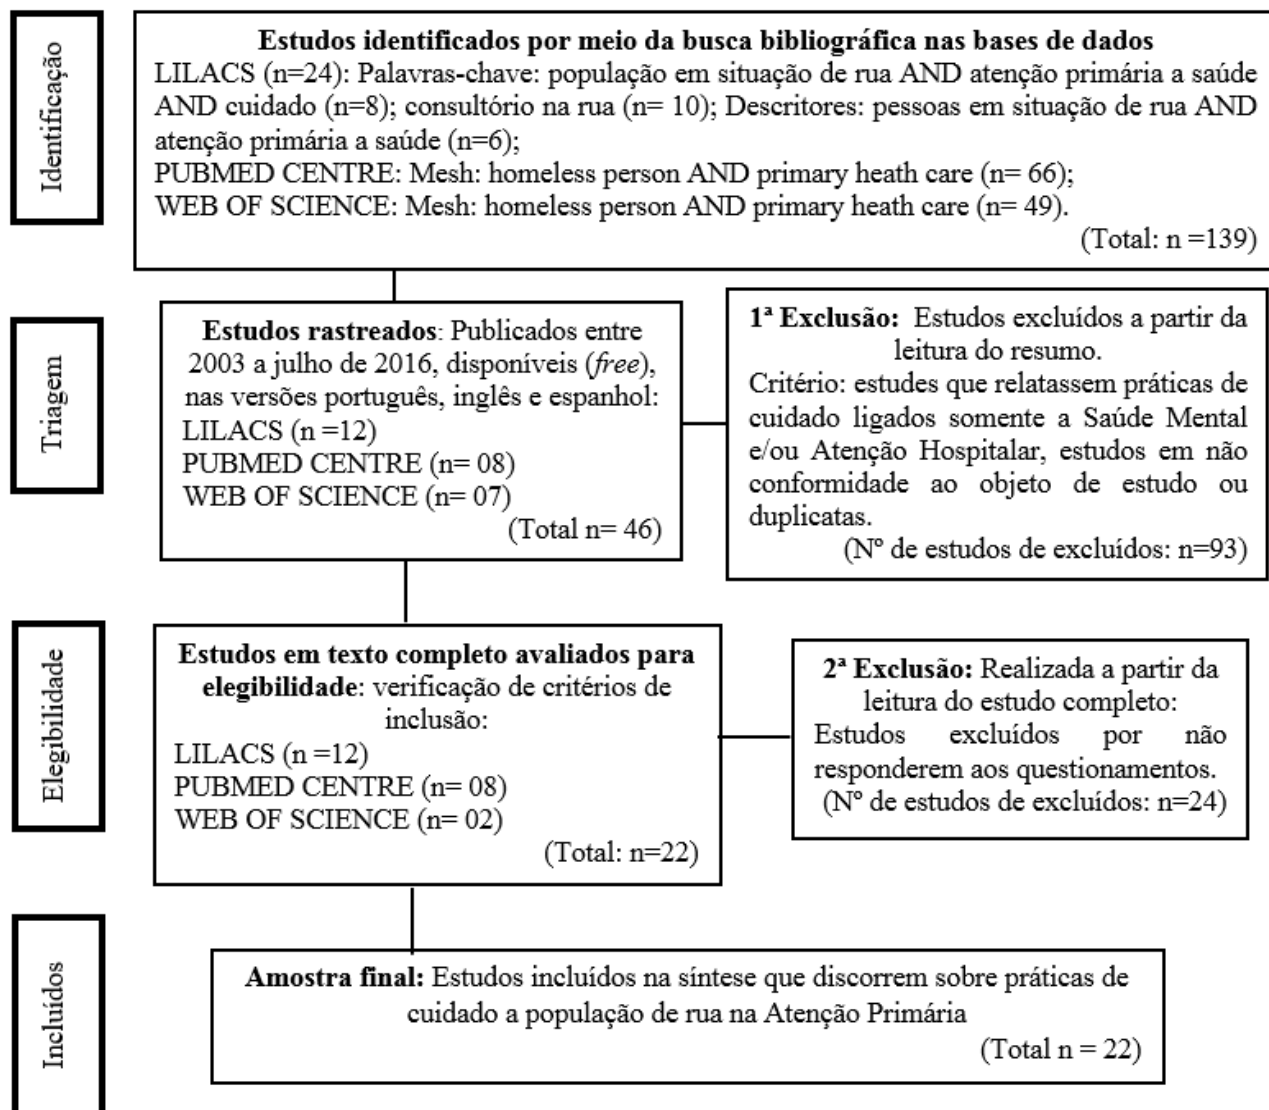 Identificação
Estudos identificados por meio da busca bibliográfica nas bases de dados
LILACS (n=24): Palavras-chave: população em situação de rua AND atenção primária a saúde
AND cuidado (n=8); consultório na rua (n= 10); Descritores: pessoas em situação de rua AND
atenção primária a saúde (n=6);
PUBMED CENTRE: Mesh: homeless person AND primary heath care (n= 66);
WEB OF SCIENCE: Mesh: homeless person AND primary heath care (n= 49).
(Total: n =139)
Triagem
Estudos rastreados: Publicados entre
2003 a julho de 2016, disponíveis (free),
nas versões português, inglês e espanhol:
LILACS (n =12)
PUBMED CENTRE (n= 08)
WEB OF SCIENCE (n= 07)
(Total n= 46)
1ª Exclusão: Estudos excluídos a partir da
leitura do resumo.
Critério: estudes que relatassem práticas de
cuidado ligados somente a Saúde Mental
e/ou Atenção Hospitalar, estudos em não
conformidade ao objeto de estudo ou
duplicatas.
(Nº de estudos de excluídos: n=93)
Elegibilidade
Estudos em texto completo avaliados para
elegibilidade: verificação de critérios de
inclusão:
LILACS (n =12)
PUBMED CENTRE (n= 08)
WEB OF SCIENCE (n= 02)
(Total: n=22)
2ª Exclusão: Realizada a partir da
leitura do estudo completo:
Estudos excluídos por não
responderem aos questionamentos.
(Nº de estudos de excluídos: n=24)
Incluídos
Amostra final: Estudos incluídos na síntese que discorrem sobre práticas de
cuidado a população de rua na Atenção Primária
(Total n = 22)